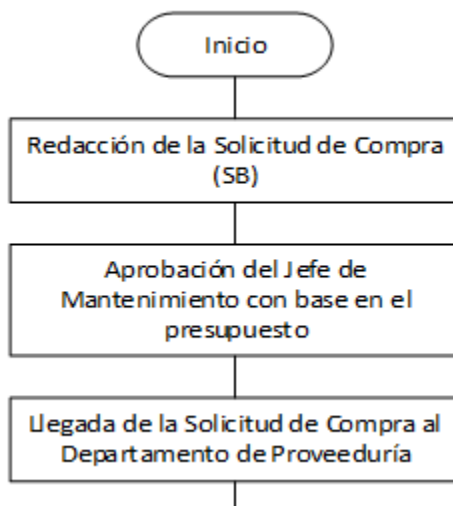 Inicio
Redacción de la Solicitud de Compra
(SB)
Aprobación del Jefe de
Mantenimiento con base en el
presupuesto
Llegada de la Solicitud de Compra al
Departamento de Proveeduría